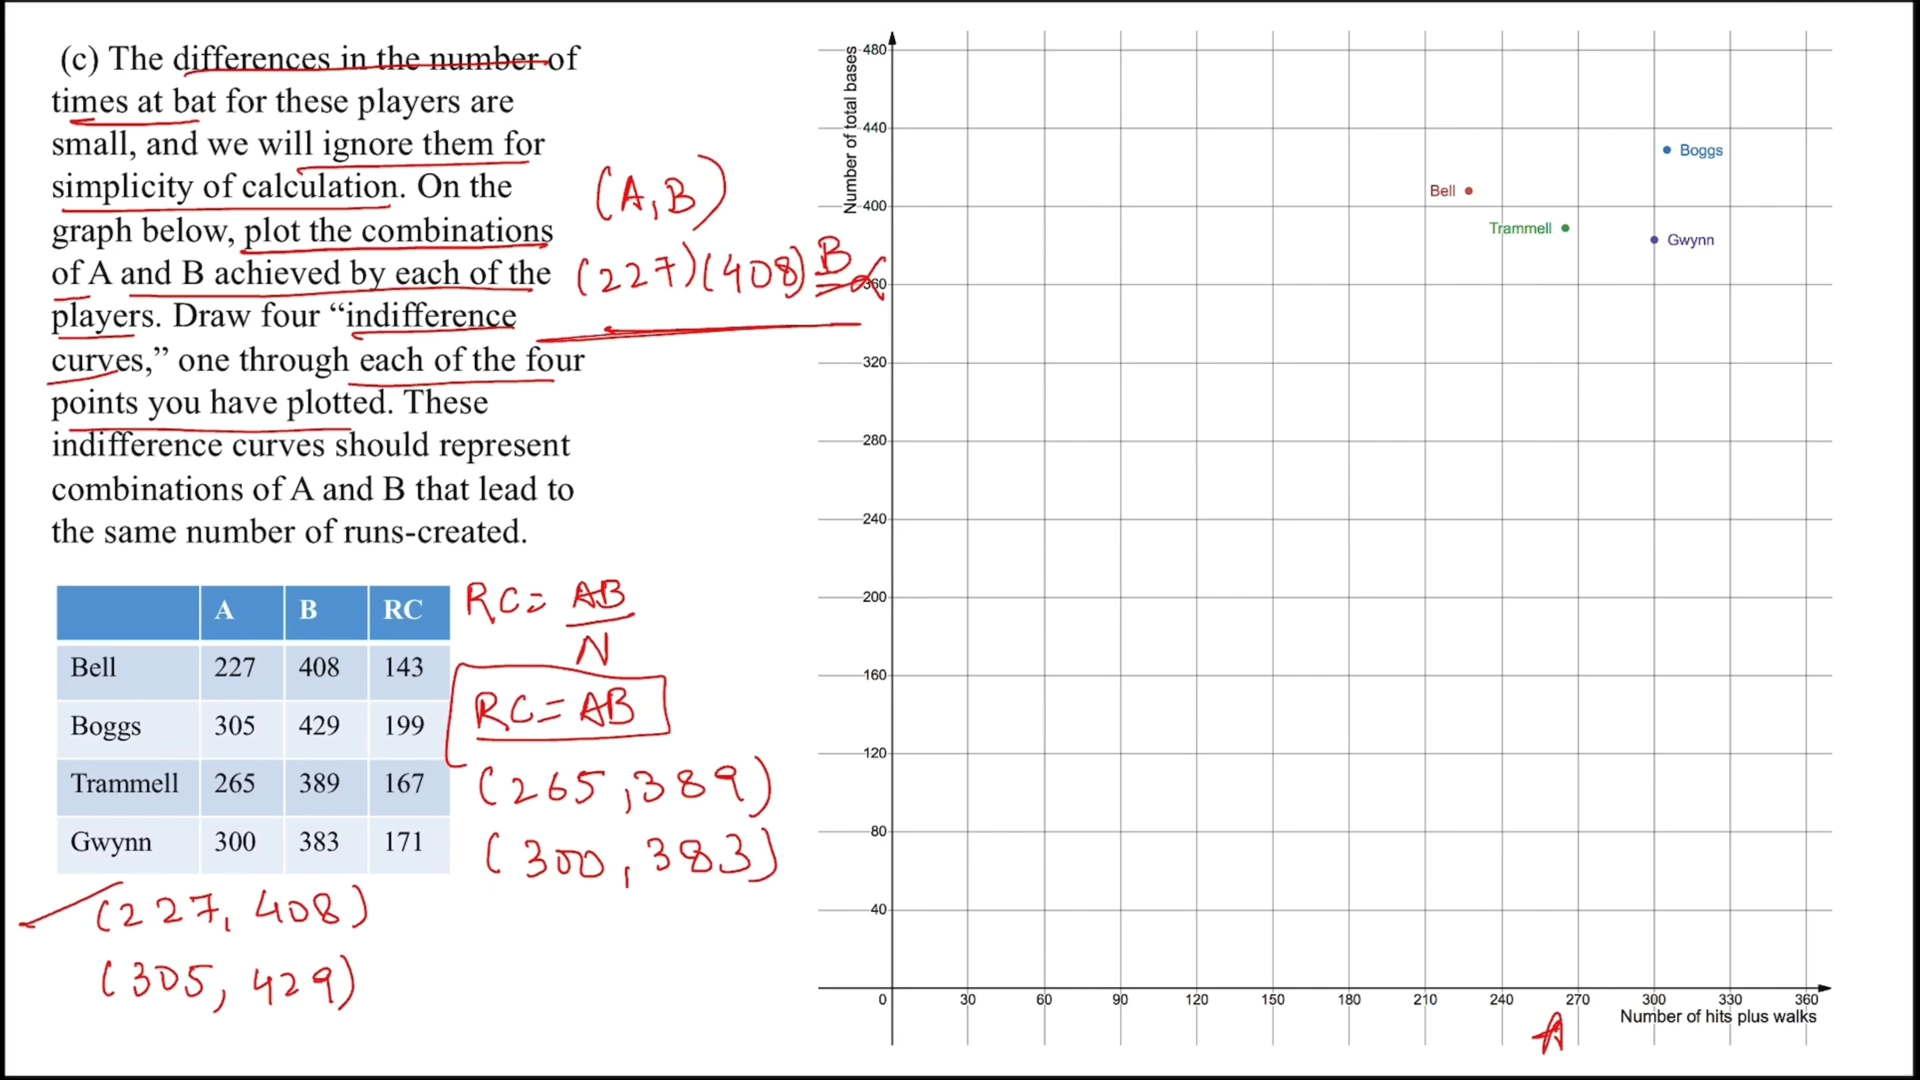 (c) The differences in the number of
times at bat for these players are
small, and we will ignore them for
simplicity of calculation. On the
graph below, plot the combinations
of A and B achieved by each of the
players. Draw four “indifference
curves,” one through each of the four
points you have plotted. These
indifference curves should represent
combinations of A and B that lead to
the same number of runs-created.
A B RC
Bell 227 408 143
Boggs 305 429 199
Trammell 265 389 167
Gwynn 300 383 171
(227, 408)
(305, 429)
(A,B)
(227)(408)
RC= AB
N
RC=AB
(265,389)
(300,383)
B
Number of total bases
480
440
400
360
320
280
240
200
160
120
80
40
Boggs
Bell
Trammell
Gwynn
0 30 60 90 120 150 180 210 240 270 300 330 360
Number of hits plus walks
A